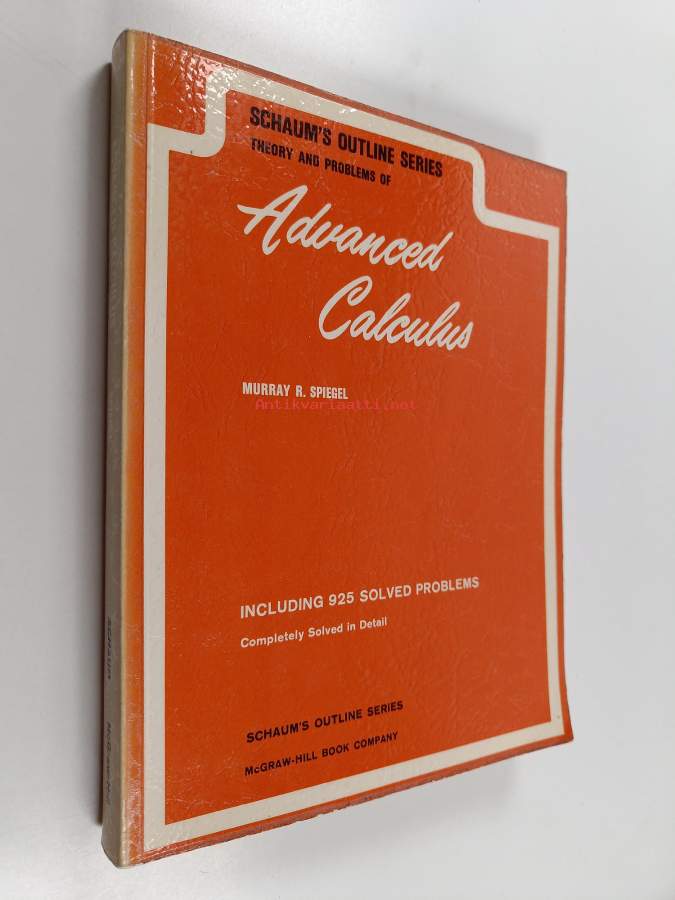 SCHAUM'S OUTLINE SERIES
THEORY AND PROBLEMS OF
Advanced
Calculus
MURRAY R. SPIEGEL
Antikvariaatti.net
INCLUDING 925 SOLVED PROBLEMS
Completely Solved in Detail
SCHAUM'S OUTLINE SERIES
McGRAW-HILL BOOK COMPANY
SCHAUM